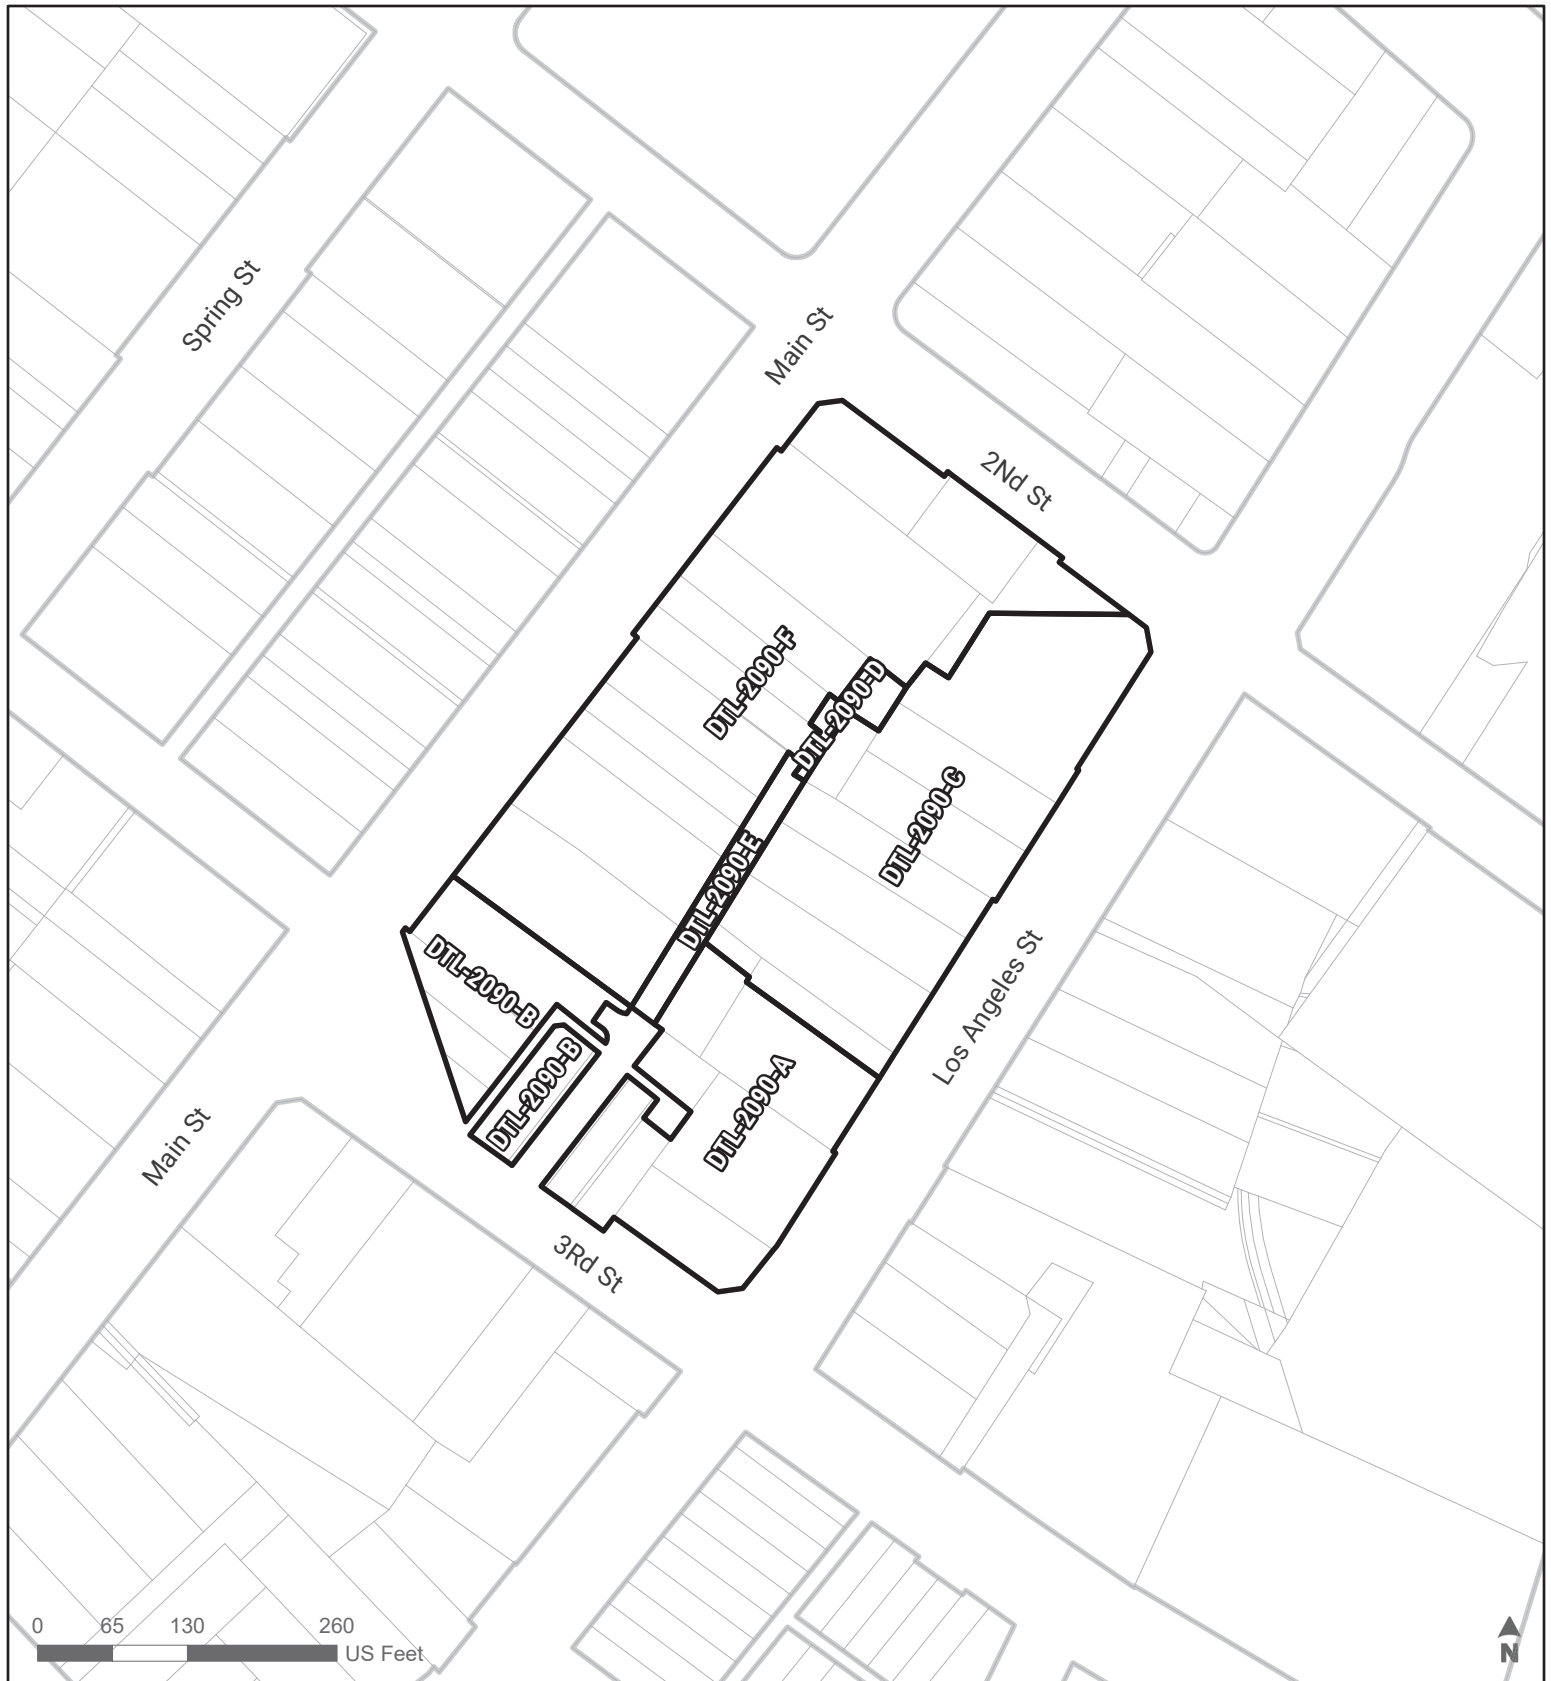 Spring St
Main St
2Nd St
DTL-2090-F
DTL-2090-D
DTL-2090-C
DTL-2090-E
DTL-2090-B
Los Angeles St
DTL-2090-B
DTL-2090-A
Main St
3Rd St
0 65 130 260
US Feet
N